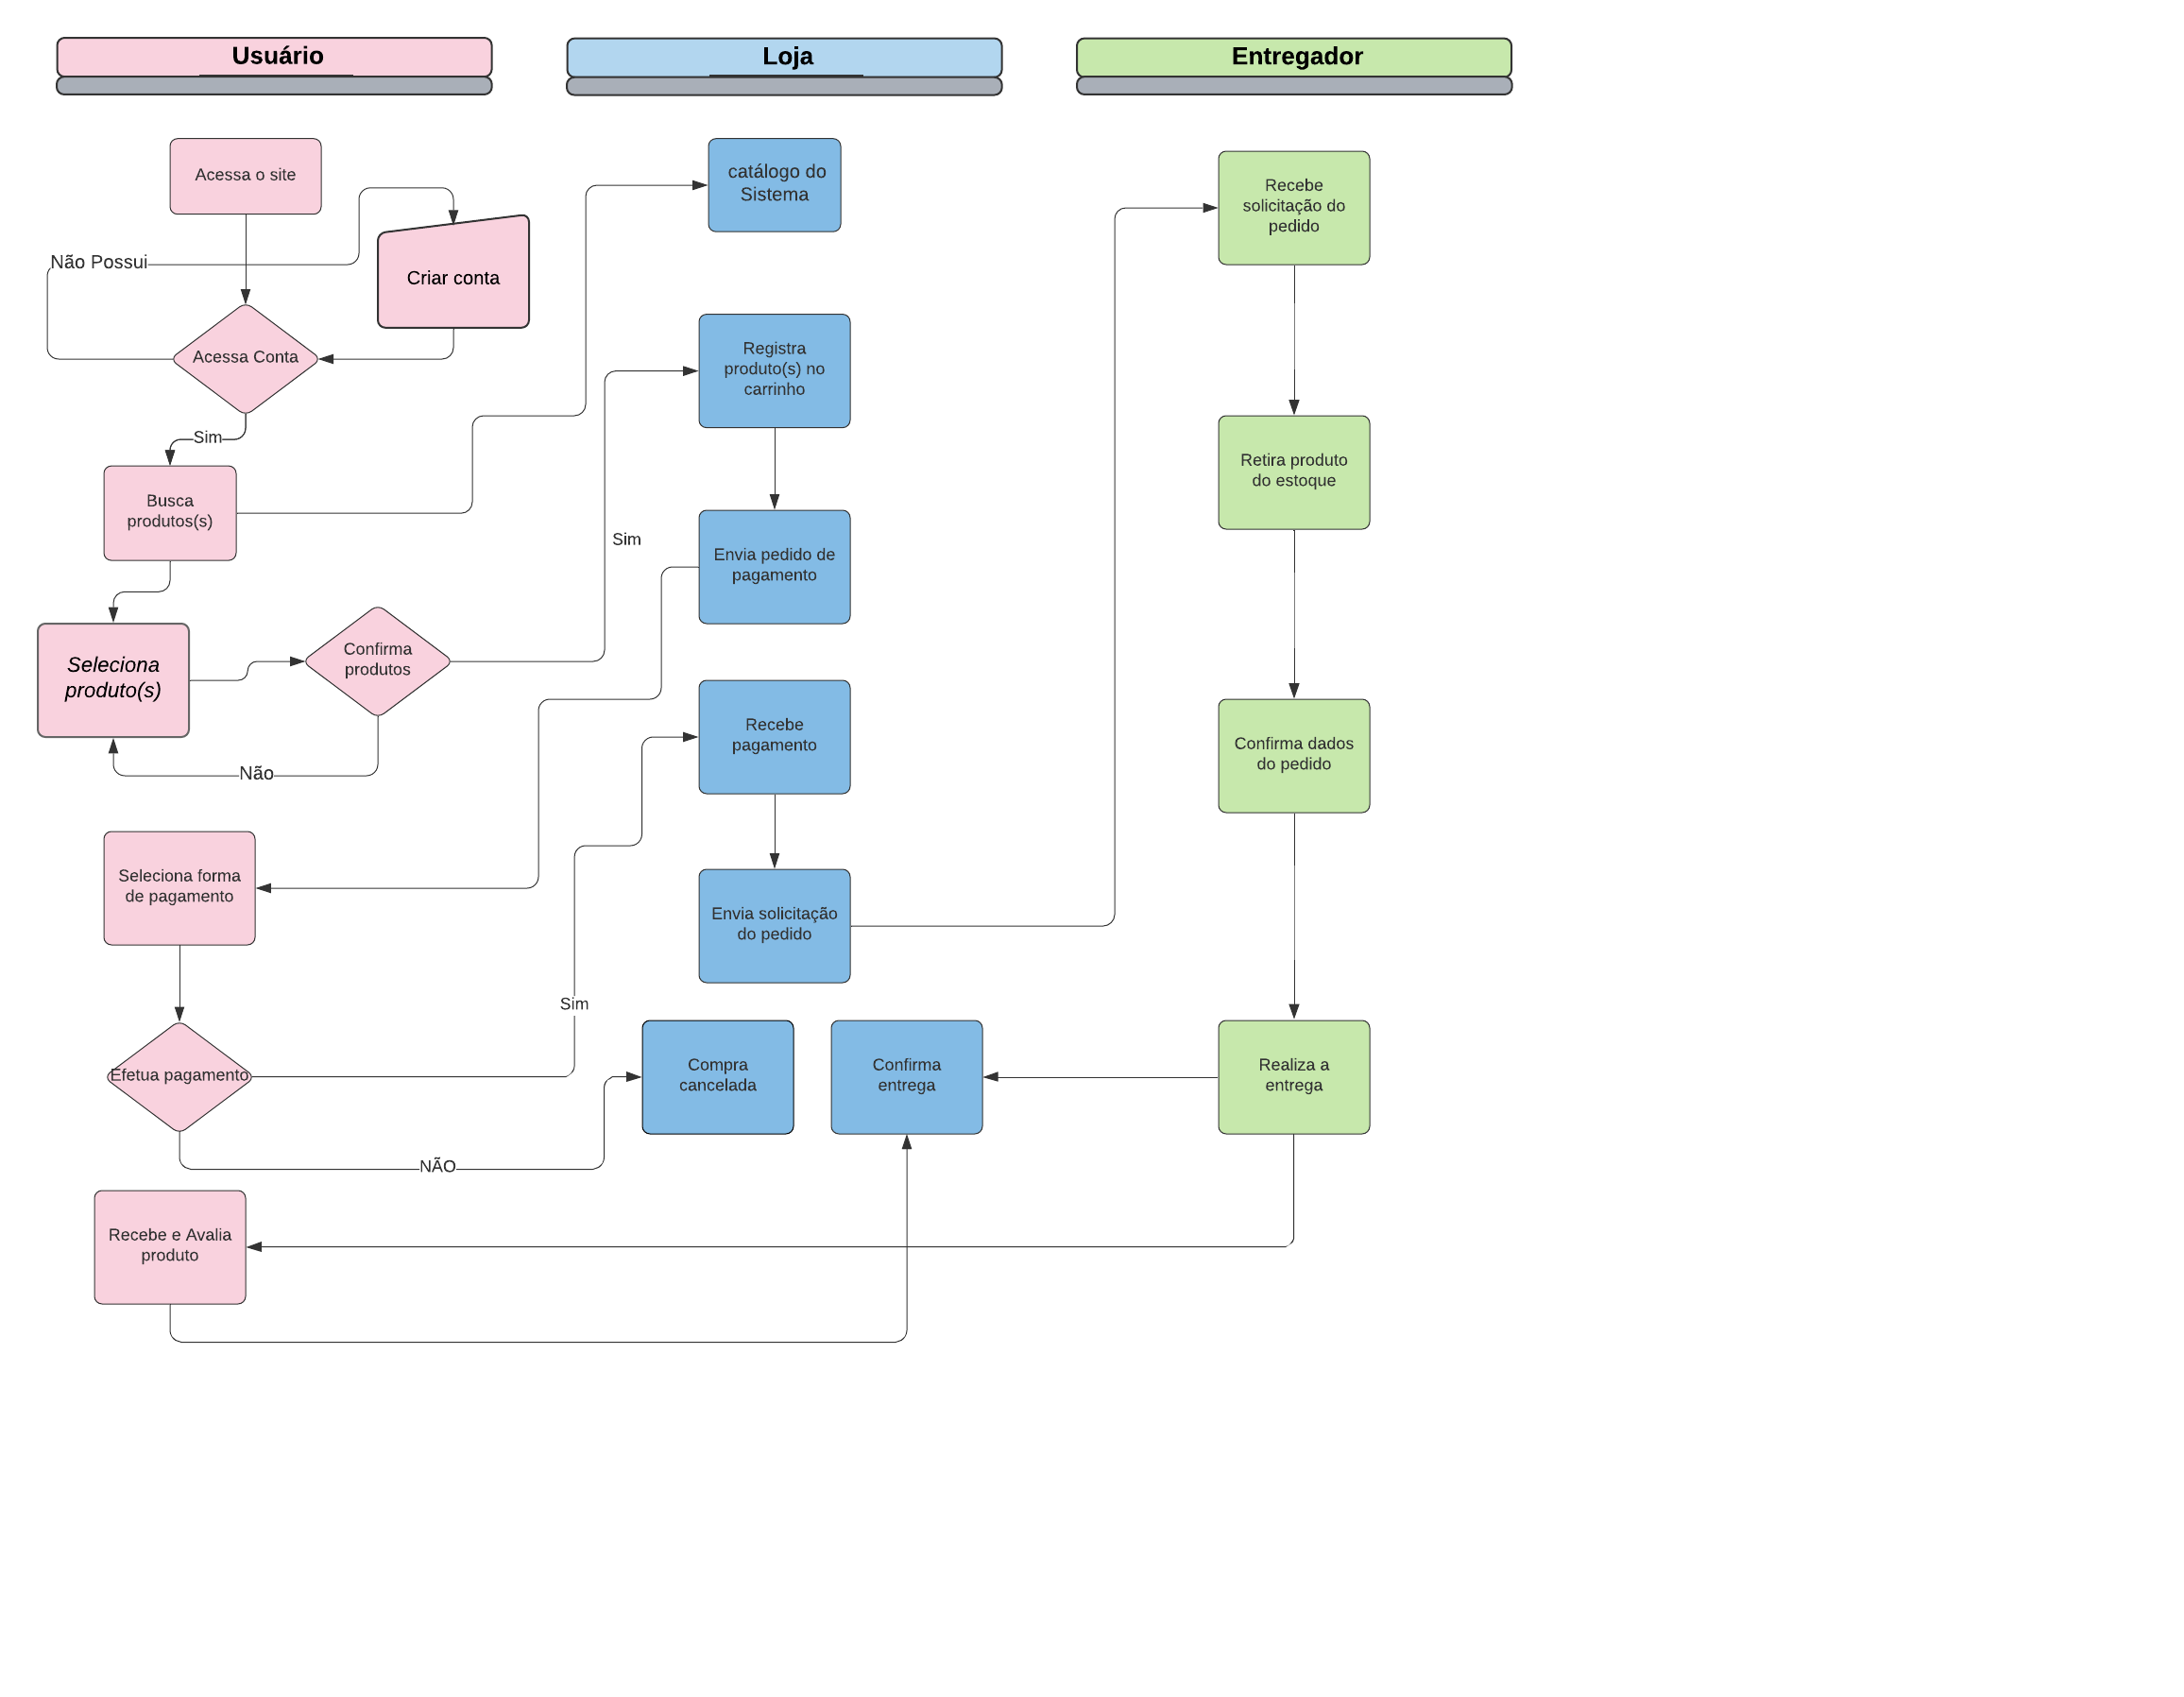 Usuário
Loja
Entregador
Acessa o site
catálogo do
Sistema
Recebe
solicitação do
pedido
Não Possui
Criar conta
Acessa Conta
Registra
produto(s) no
carrinho
Sim
Busca
produtos(s)
Retira produto
do estoque
Sim
Envia pedido de
pagamento
Seleciona
produto(s)
Confirma
produtos
Recebe
pagamento
Confirma dados
do pedido
Não
Seleciona forma
de pagamento
Envia solicitação
do pedido
Sim
Efetua pagamento
Compra
cancelada
Confirma
entrega
Realiza a
entrega
NÃO
Recebe e Avalia
produto